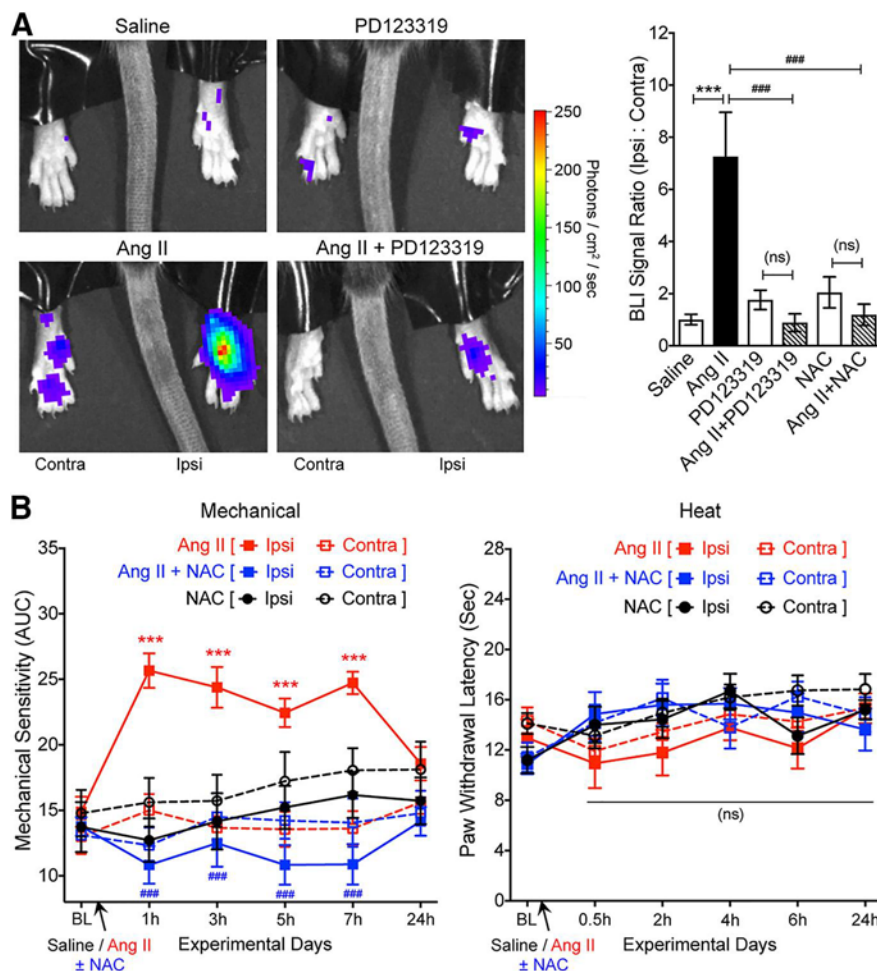 A
Saline
PD123319
Ang II
Ang II + PD123319
Contra
Ipsi
Contra
Ipsi
250
200
150
100
50
Photons / cm² / sec
BLI Signal Ratio (Ipsi : Contra)
12
10
8
6
4
2
0
***
###
###
(ns)
(ns)
Saline
Ang II
PD123319
Ang II+PD123319
NAC
Ang II+NAC
B
Mechanical
Ang II [ Ipsi Contra ]
Ang II + NAC [ Ipsi Contra ]
NAC [ Ipsi Contra ]
Mechanical Sensitivity (AUC)
35
30
25
20
15
10
*** *** *** ***
### ### ### ###
BL 1h 3h 5h 7h 24h
Saline / Ang II
± NAC
Experimental Days
Heat
Ang II [ Ipsi Contra ]
Ang II + NAC [ Ipsi Contra ]
NAC [ Ipsi Contra ]
Paw Withdrawal Latency (Sec)
28
24
20
16
12
8
4
0
(ns)
BL 0.5h 2h 4h 6h 24h
Saline / Ang II
± NAC
Experimental Days